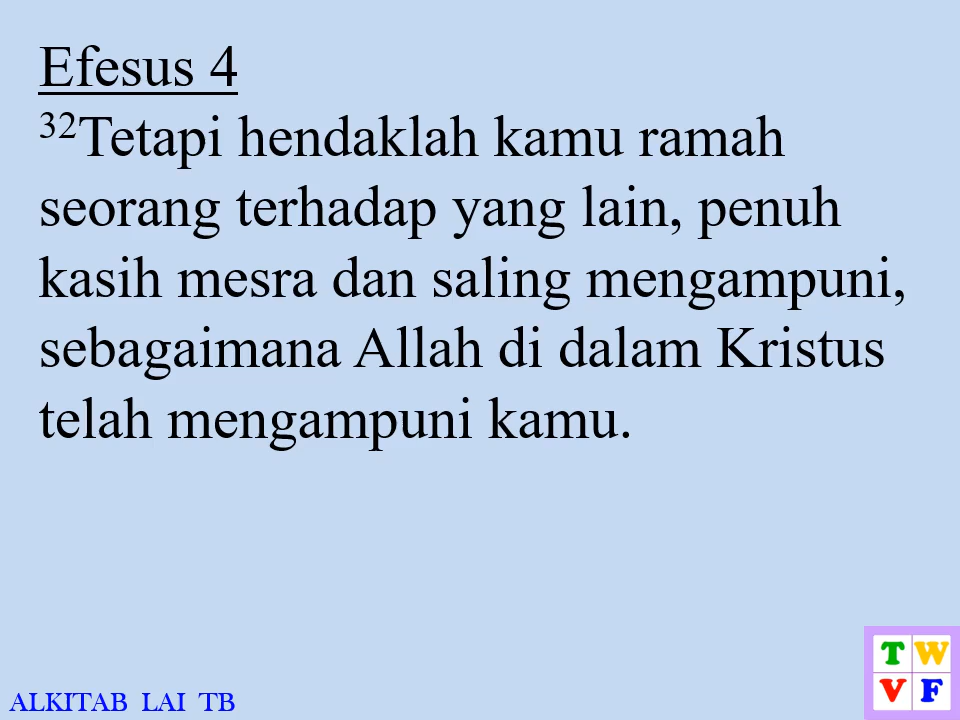 Efesus 4
32Tetapi hendaklah kamu ramah
seorang terhadap yang lain, penuh
kasih mesra dan saling mengampuni,
sebagaimana Allah di dalam Kristus
telah mengampuni kamu.
T W
V F
ALKITAB LAI TB